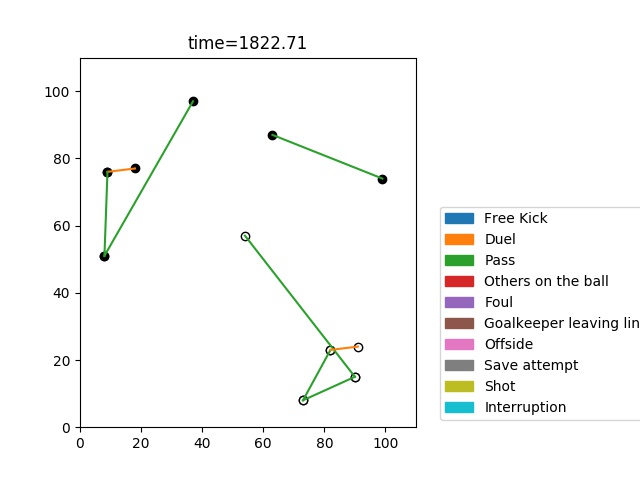 time=1822.71
100
80
60
40
20
0
0 20 40 60 80 100
Free Kick
Duel
Pass
Others on the ball
Foul
Goalkeeper leaving lin
Offside
Save attempt
Shot
Interruption